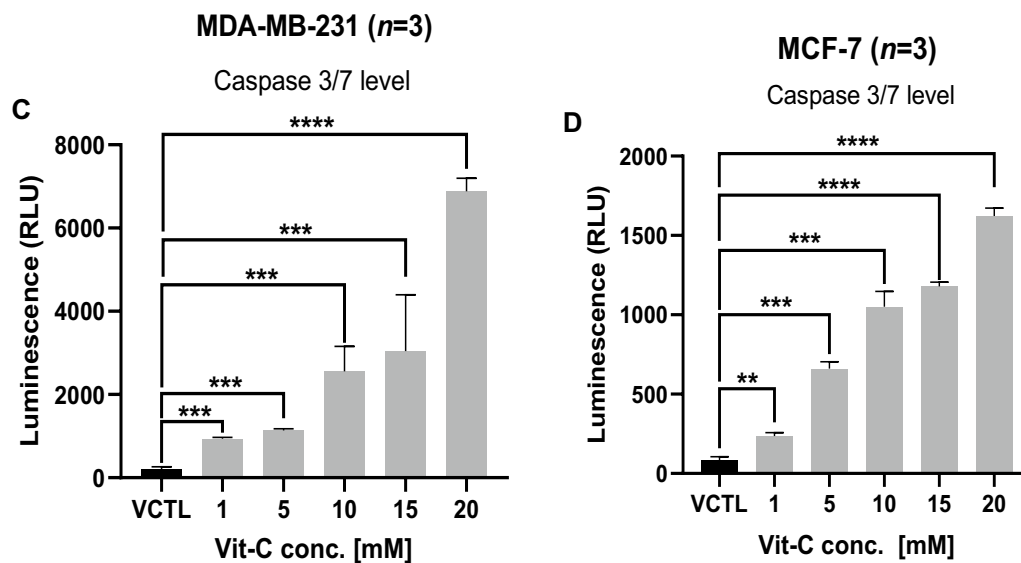 MDA-MB-231 (n=3)
Caspase 3/7 level
C
****
8000
***
6000
***
4000
***
2000
***
0
Luminescence (RLU)
VCTL 1 5 10 15 20
Vit-C conc. [mM]
MCF-7 (n=3)
Caspase 3/7 level
D
****
2000
****
1500
***
1000
***
500
**
0
Luminescence (RLU)
VCTL 1 5 10 15 20
Vit-C conc. [mM]